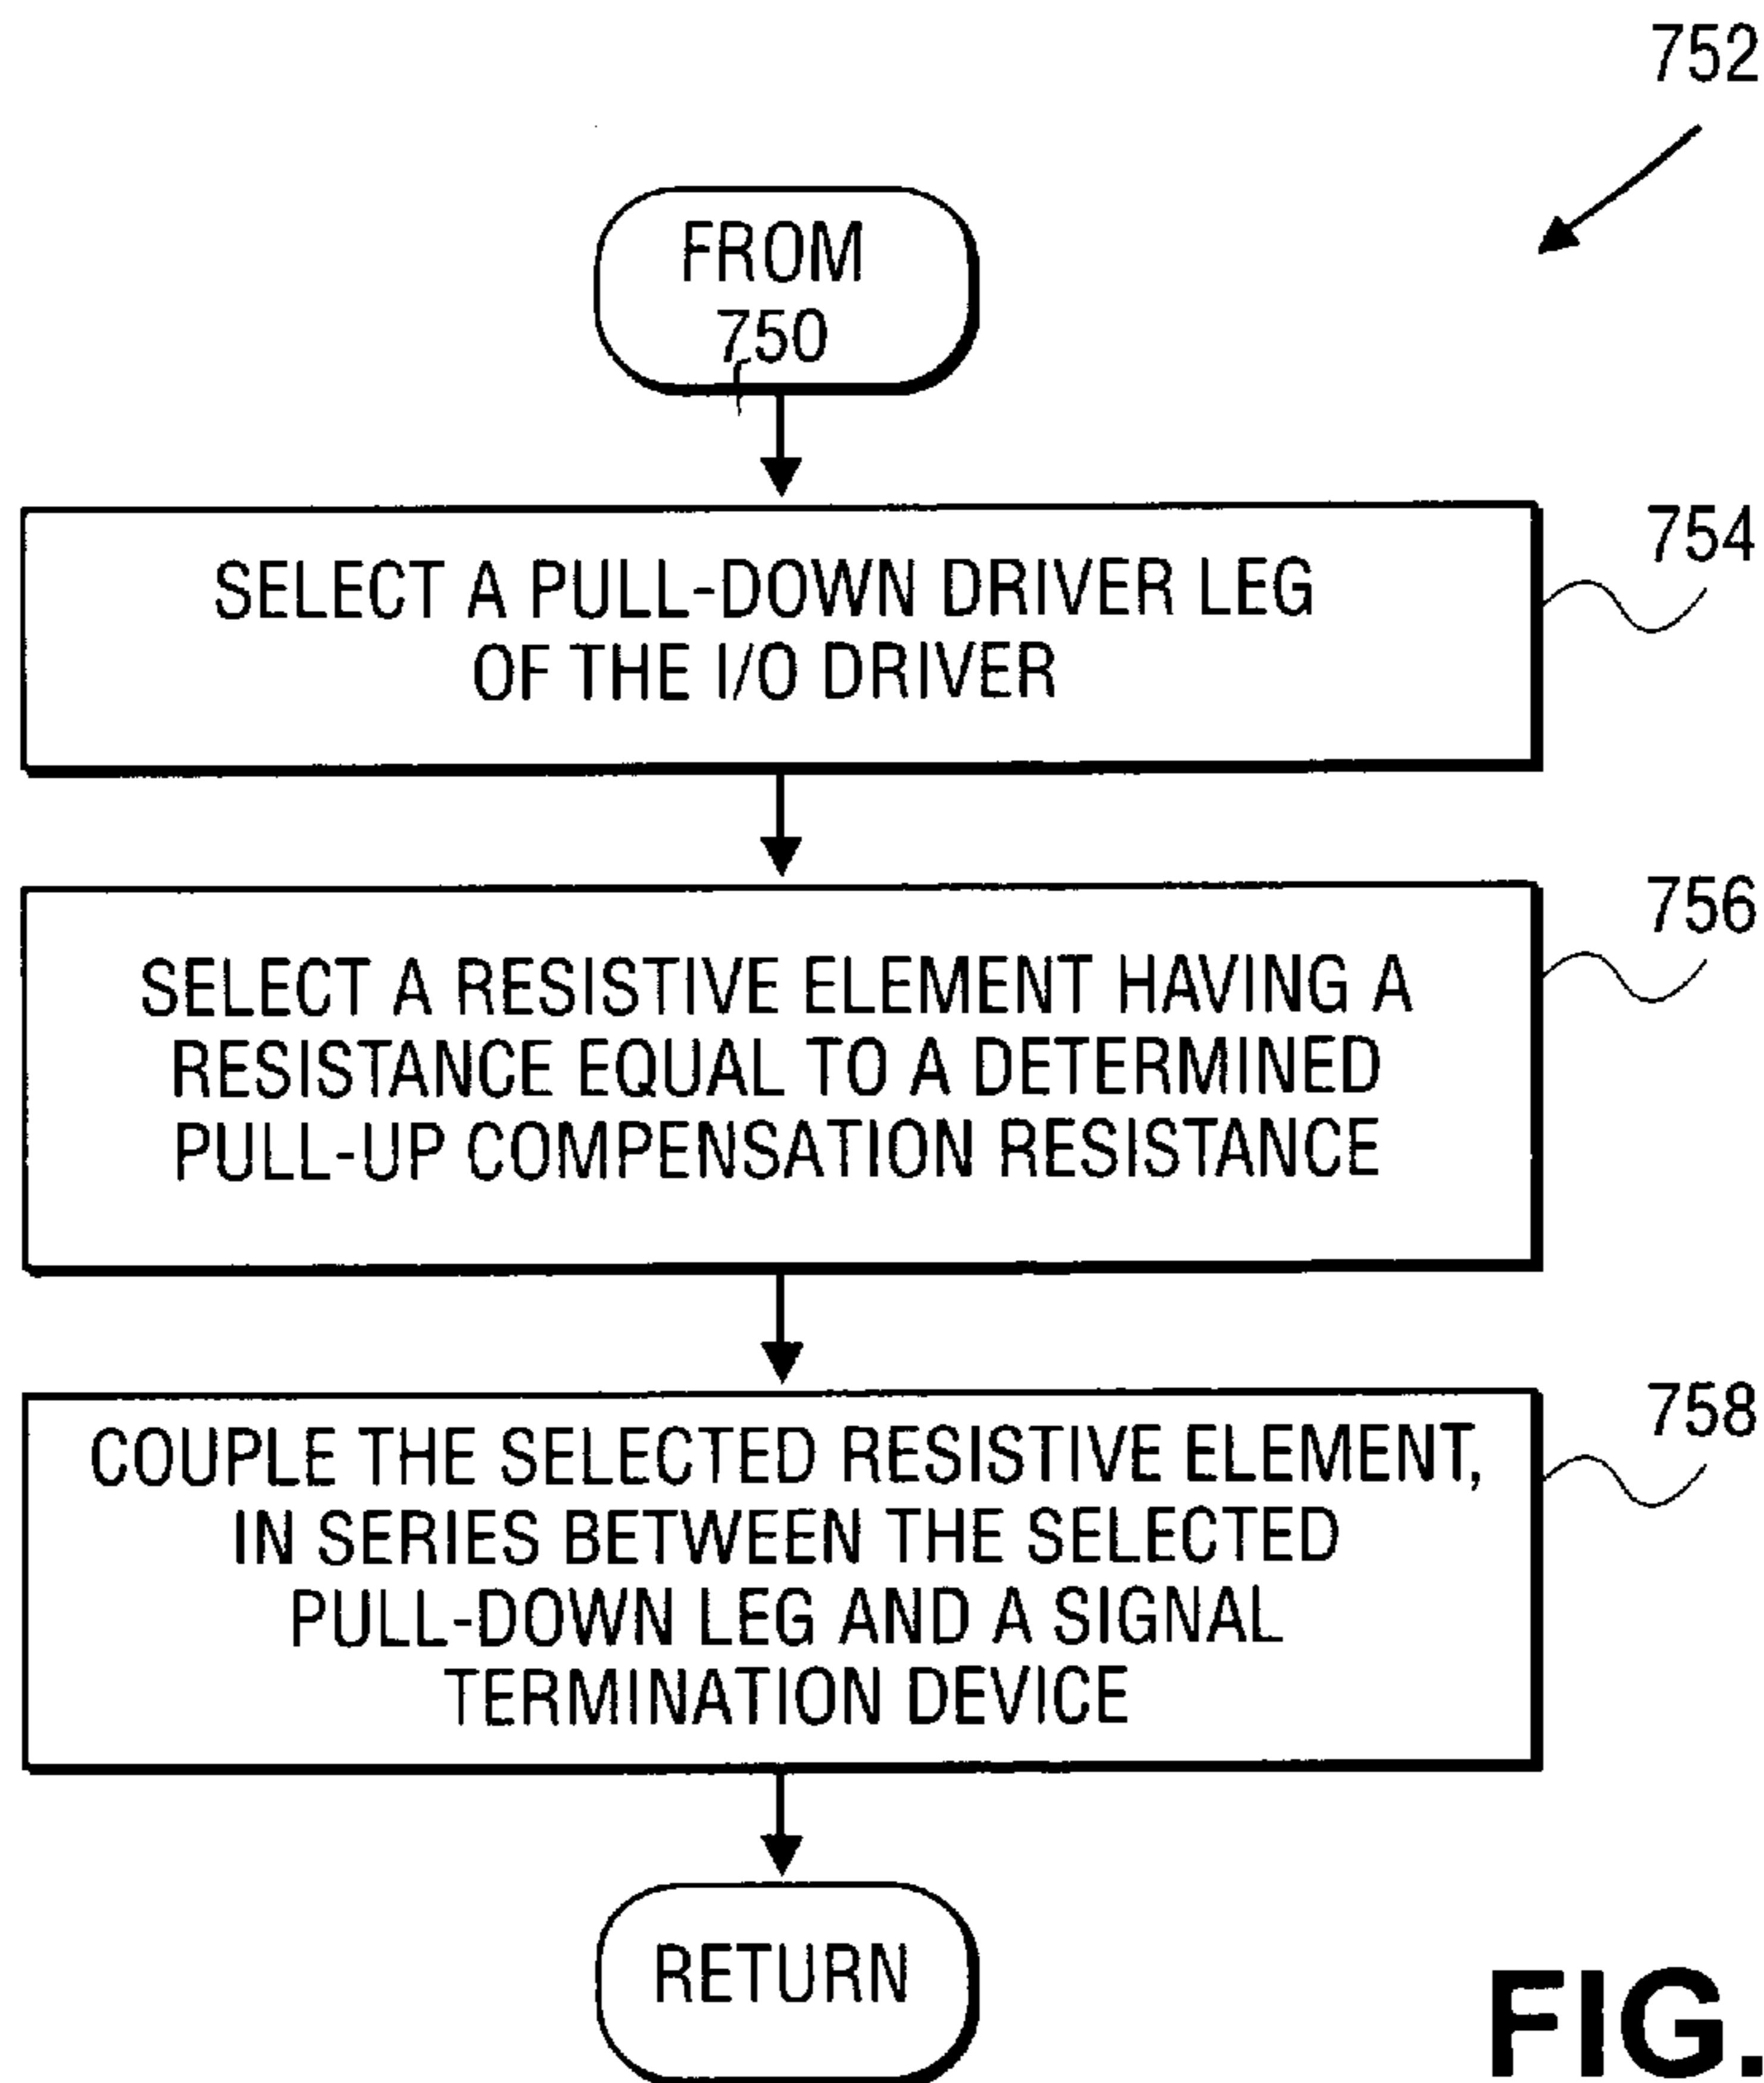 752
FROM
750
SELECT A PULL-DOWN DRIVER LEG
OF THE I/O DRIVER
754
SELECT A RESISTIVE ELEMENT HAVING A
RESISTANCE EQUAL TO A DETERMINED
PULL-UP COMPENSATION RESISTANCE
756
COUPLE THE SELECTED RESISTIVE ELEMENT,
IN SERIES BETWEEN THE SELECTED
PULL-DOWN LEG AND A SIGNAL
TERMINATION DEVICE
758
RETURN
FIG.